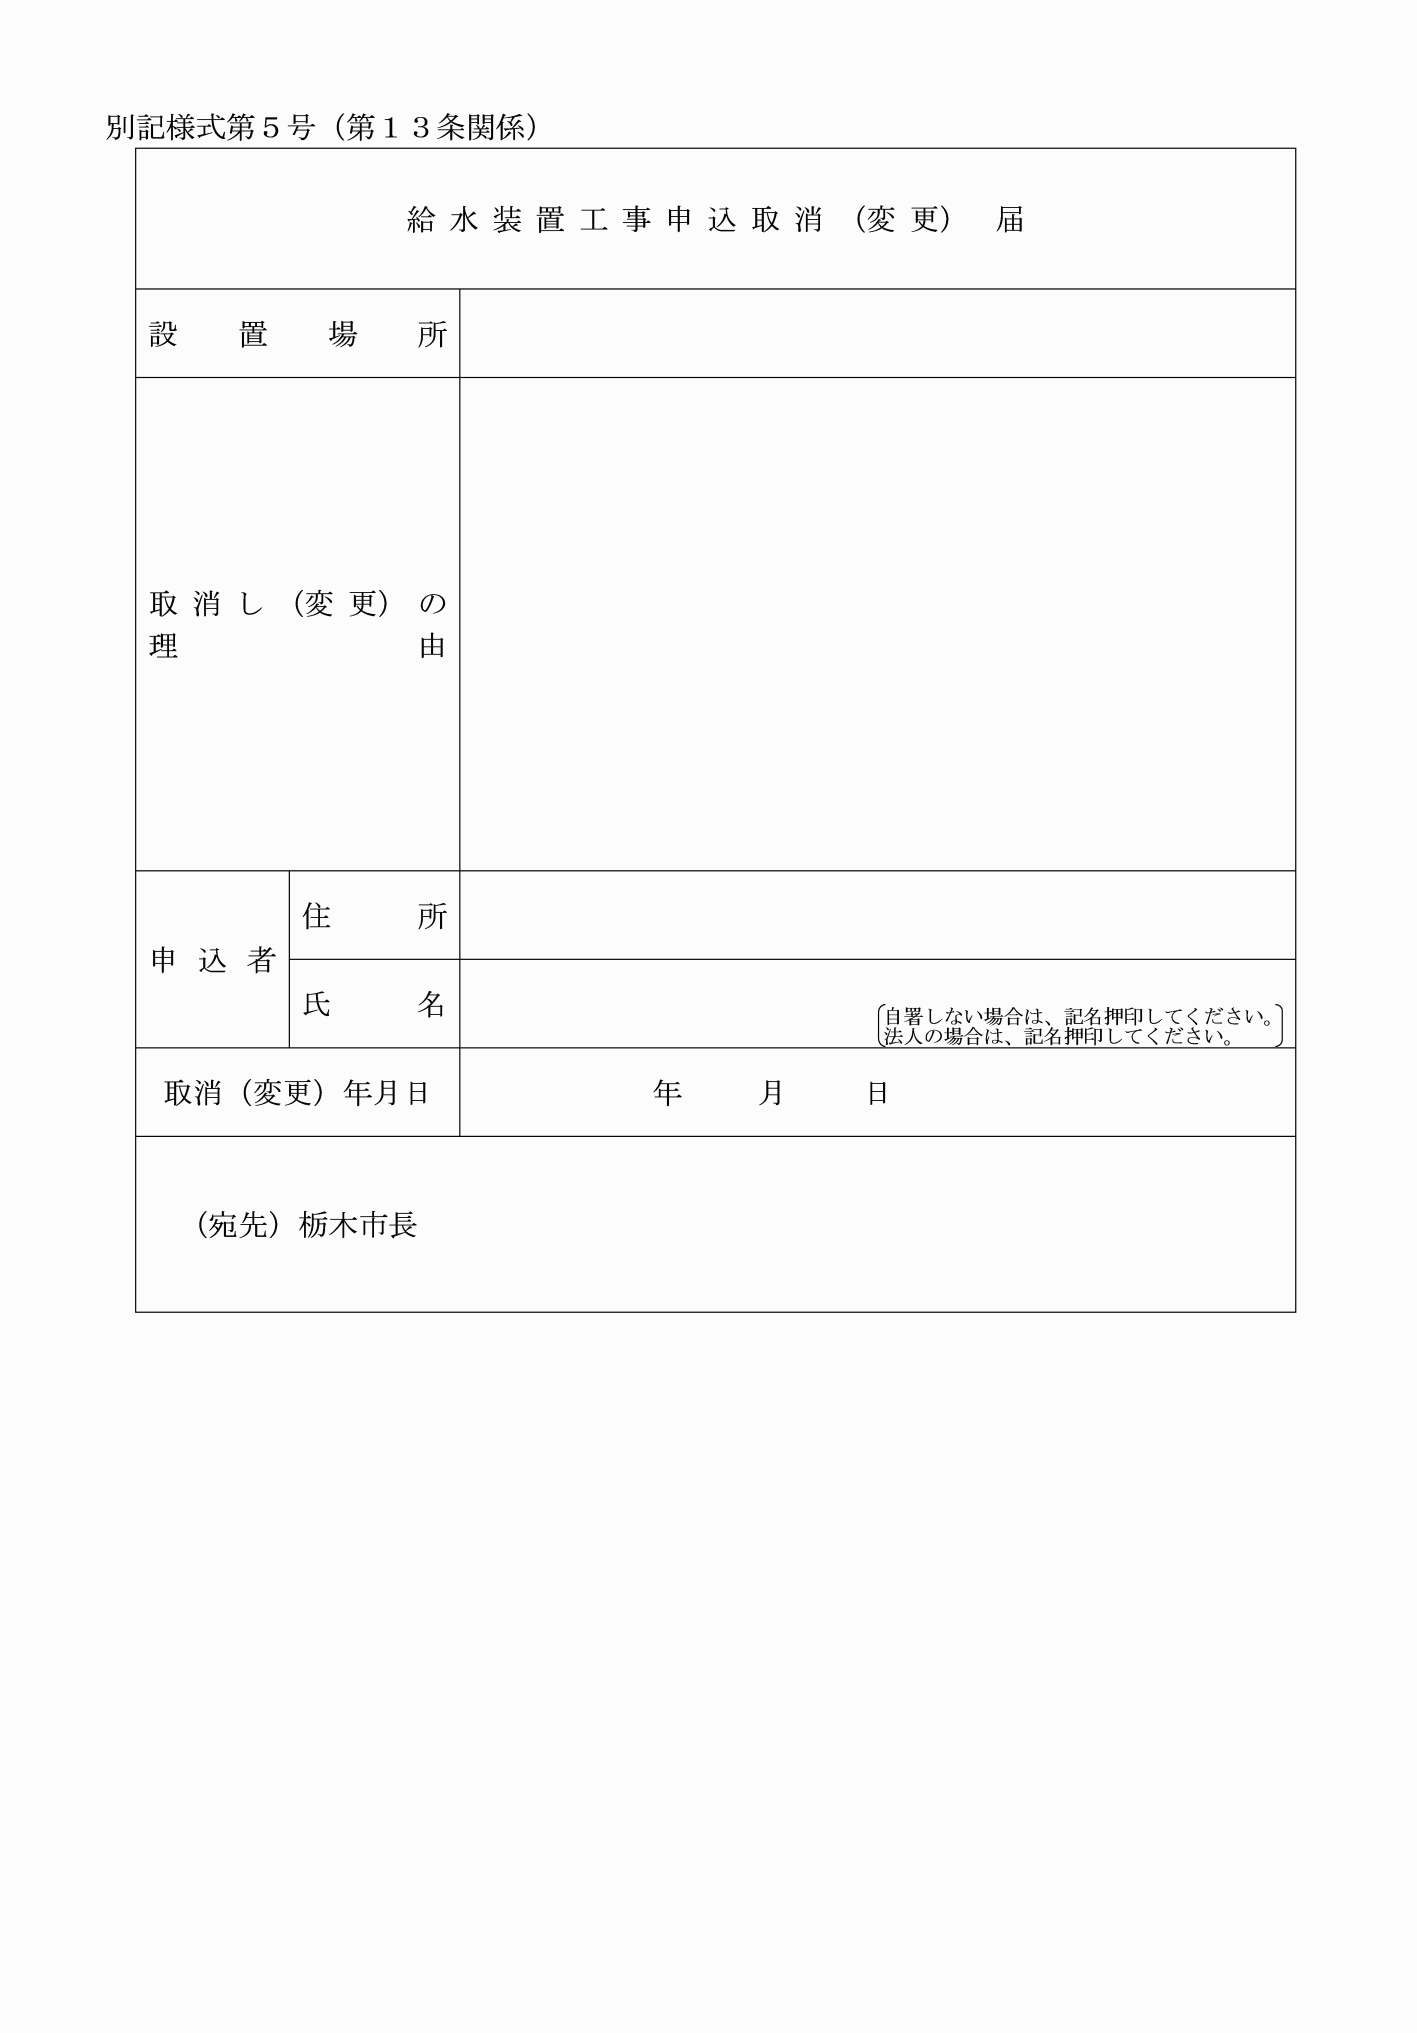 別記様式第５号（第１３条関係）
給水装置工事申込取消（変更）　届
設置場所
取消し（変更）の
理由
申込者
住所
氏名
自署しない場合は、記名押印してください。
法人の場合は、記名押印してください。
取消（変更）年月日
年　月　日
（宛先）栃木市長